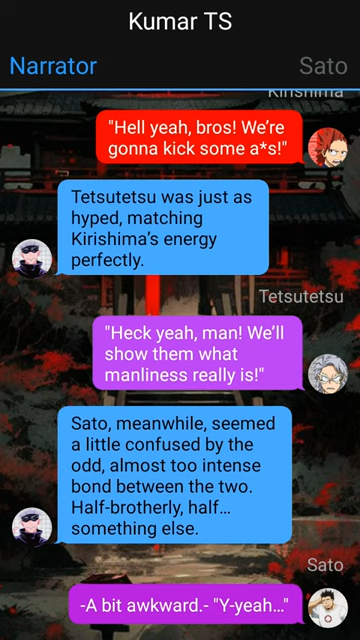 Kumar TS
Narrator
Sato
Kirishima
"Hell yeah, bros! We’re
gonna kick some a*s!"
Tetsutetsu was just as
hyped, matching
Kirishima’s energy
perfectly.
Tetsutetsu
"Heck yeah, man! We’ll
show them what
manliness really is!"
Sato, meanwhile, seemed
a little confused by the
odd, almost too intense
bond between the two.
Half-brotherly, half…
something else.
Sato
-A bit awkward.- "Y-yeah…"